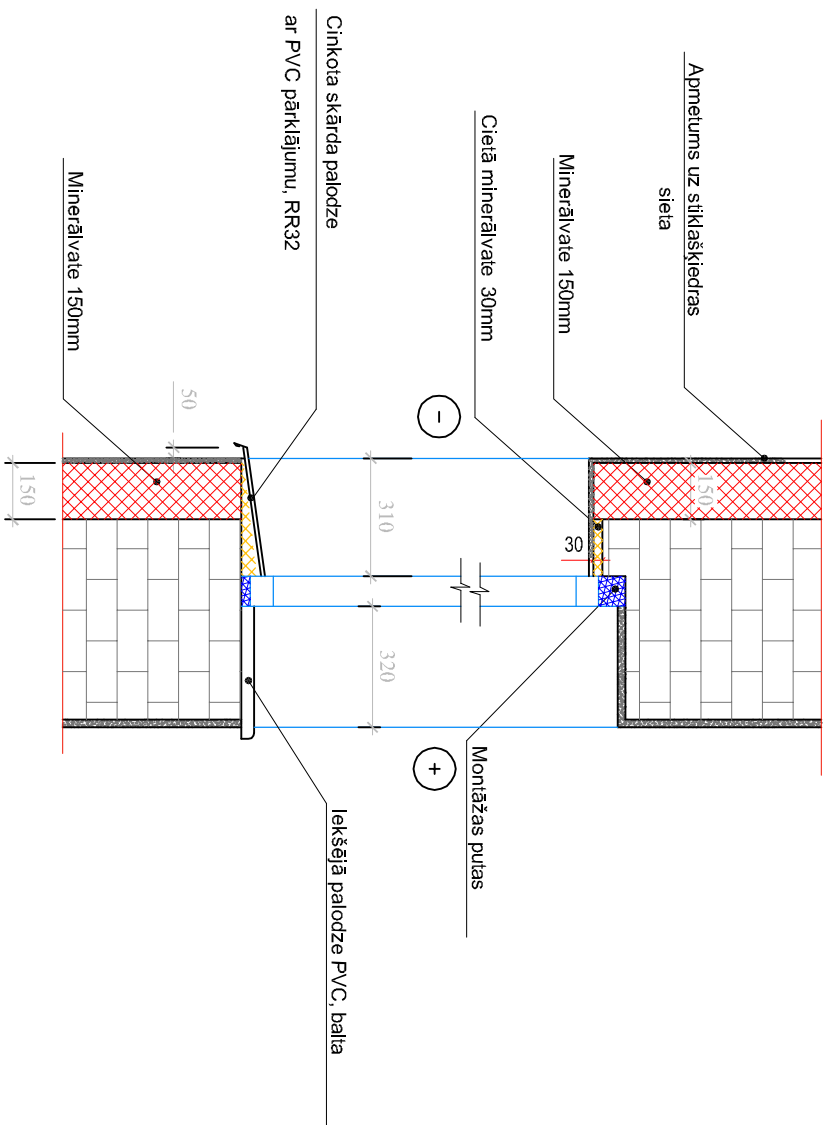 Apmetums uz stiklašķiedras
sieta
Minerālvate 150mm
Cietā minerālvate 30mm
Cinkota skārda palodze
ar PVC pārklājumu, RR32
Minerālvate 150mm
50
150
310
150
30
320
-
+
Montāžas putas
Iekšējā palodze PVC, balta